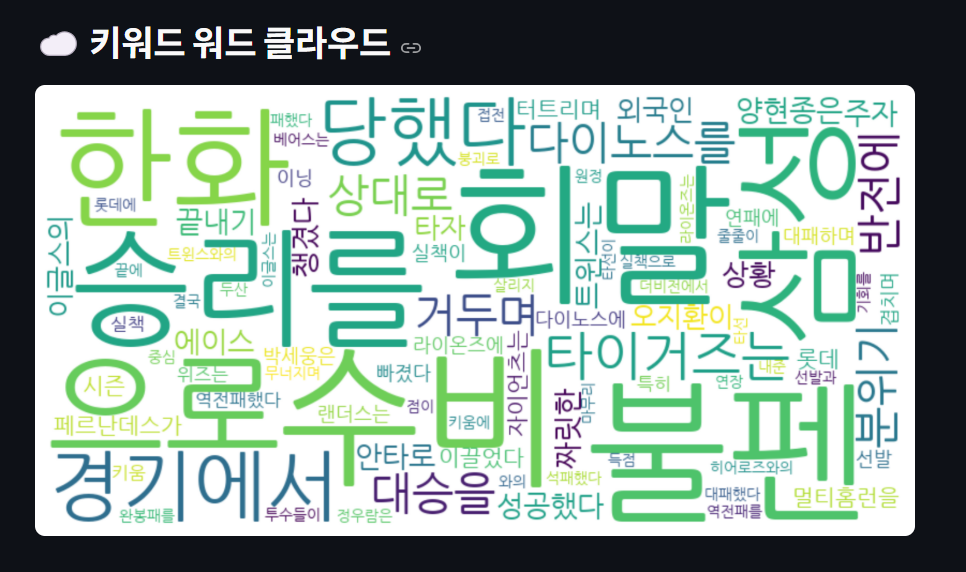 키워드 워드 클라우드
한화
패했다
베어스는
당했다
접전
터트리며
외국인
양현종은
주자
다이노스를
붕괴로
이닝
상대로
롯데에
끝내기
챙겼다
타자
회
원정
말
라이온즈는
연패에
줄줄이
대패하며
삼성
반전에
이글스의
승리를
트윈스와의
이글스는
실책이
트윈스는
타선이
실책으로
상황
끝에
두산
살리지
더비전에서
기회를
겹치며
결국
실책
거두며
다이노스에
오지환이
타선
에이스
중심
박세웅은
무너지며
라이온즈에
자이언츠는
타이거즈는
내준
롯데
선발과
분위기
시즌
위즈는
빠졌다
특히
연장
역전패했다
으로
수비
랜더스는
점이
키움에
짜릿한
마무리
불펜
페르난데스가
경기에서
키움
안타로
이끌었다
득점
히어로즈와의
선발
와의
석패했다
대승을
성공했다
대패했다
멀티홈런을
완봉패를
투수들이
정우람은
역전패를